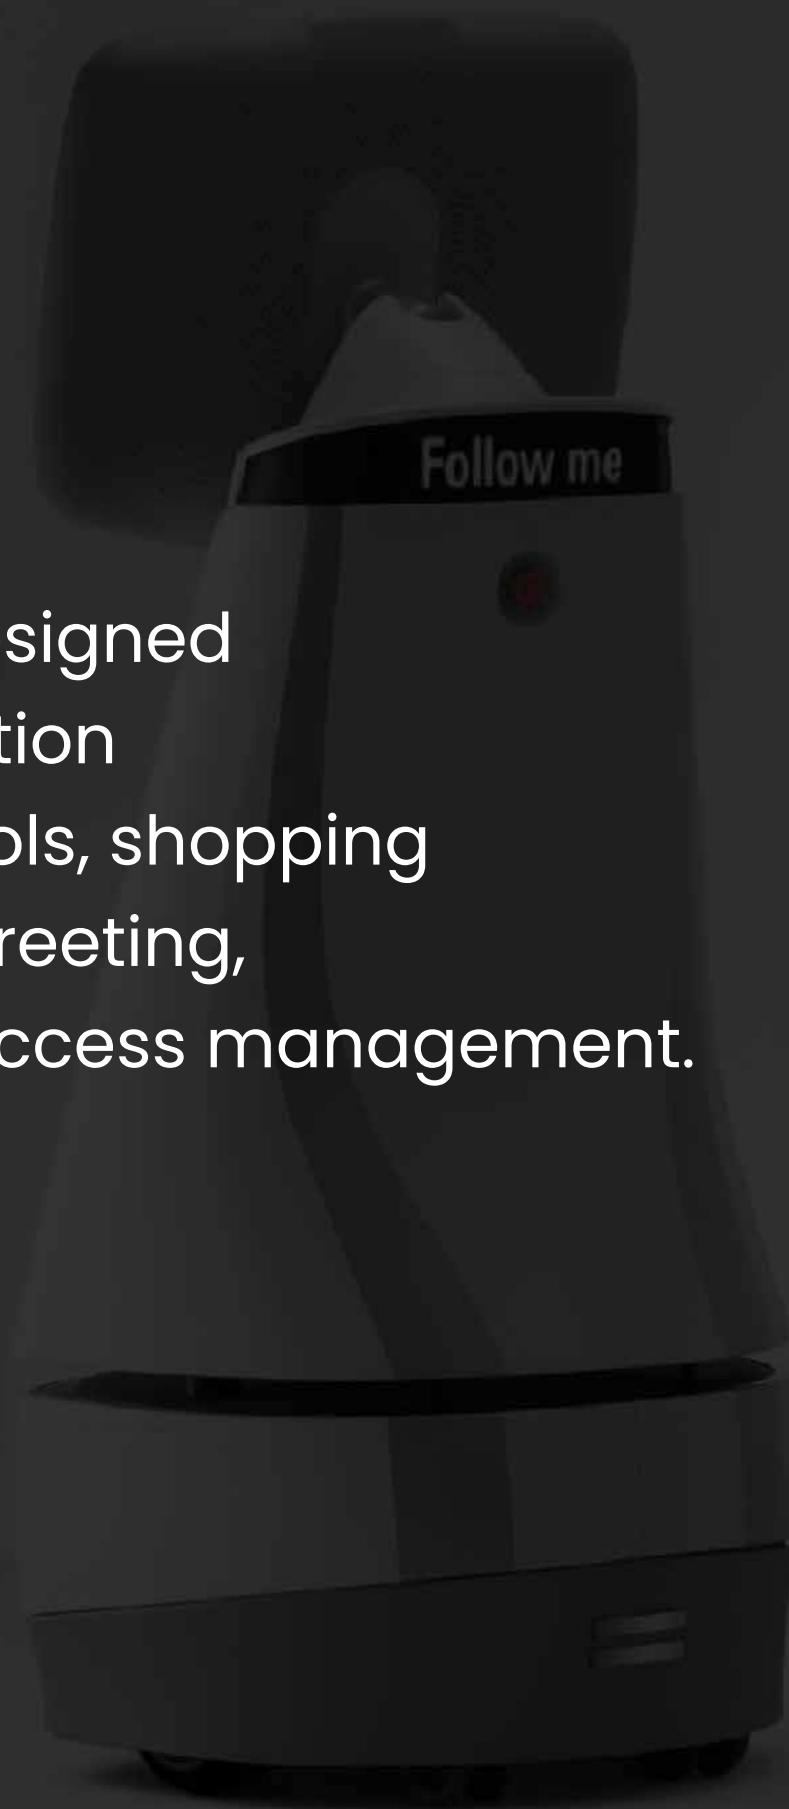 Follow me
signed
tion
ols, shopping
reeting,
ccess management.